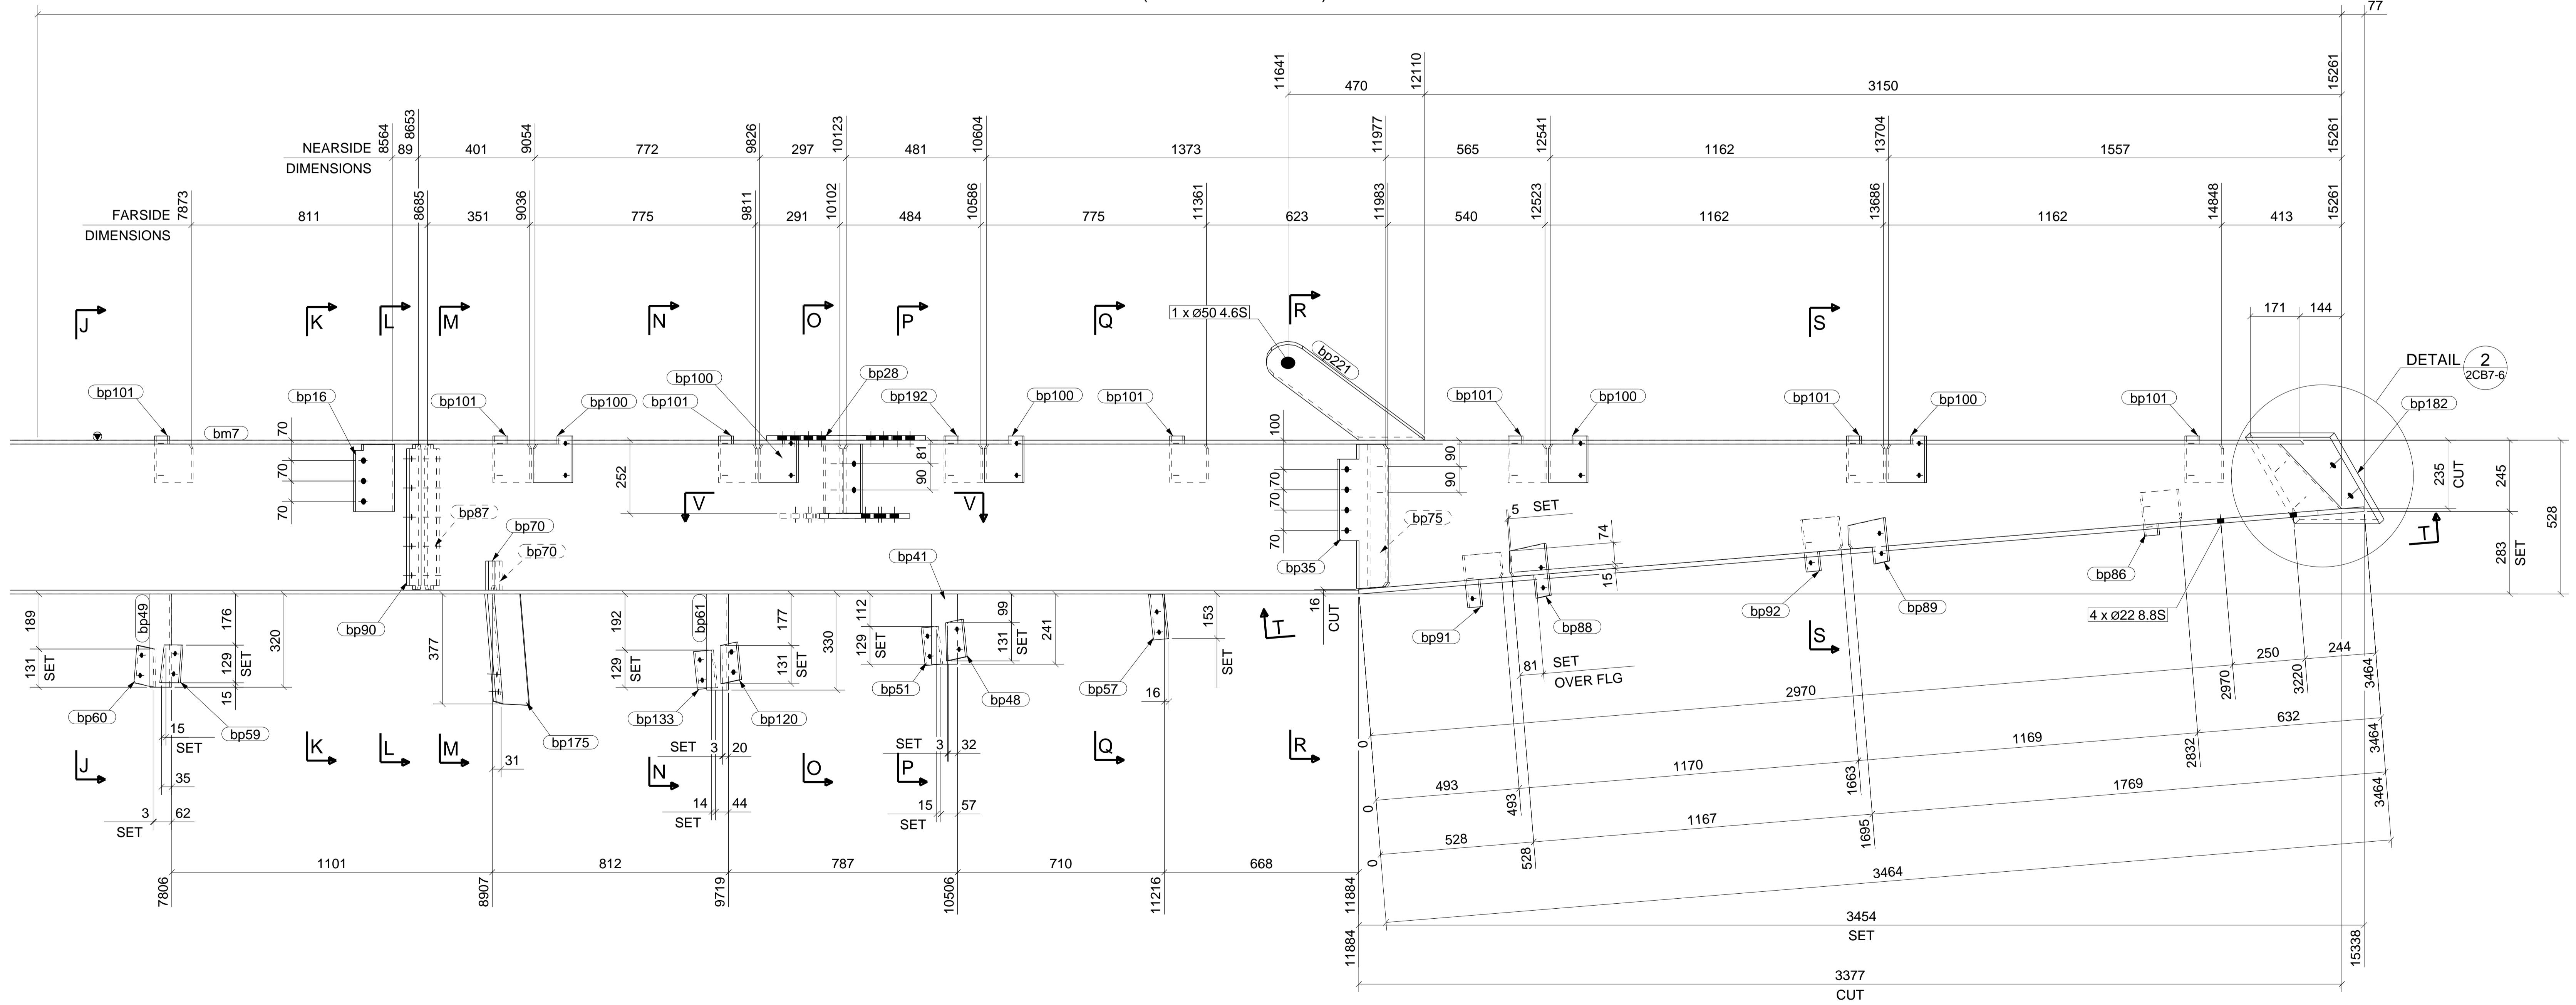 77
11641
12110
15261
470
3150
NEARSIDE
DIMENSIONS
8564
8653
9054
9826
10123
10604
11977
12541
13704
15261
89
401
772
297
481
1373
565
1162
1557
FARSIDE
DIMENSIONS
7873
8685
9036
9811
10102
10586
11361
11983
12523
13686
14848
15261
811
351
775
291
484
775
623
540
1162
1162
413
J
K
L
M
N
O
P
Q
R
S
1 x Ø50 4.6S
171
144
DETAIL
2
2CB7-6
bp101
bp16
bp101
bp100
bp100
bp101
bp28
bp192
bp100
bp101
bp221
bp101
bp100
bp101
bp100
bp101
bp182
bm7
70
70
70
70
bp87
bp70
bp70
bp90
252
81
90
V
V
100
70
70
70
70
90
90
bp75
bp35
5 SET
74
15
235
CUT
245
283
SET
528
T
T
16
CUT
bp41
bp91
bp88
bp92
bp89
bp86
4 x Ø22 8.8S
S
81 SET
OVER FLG
189
131
SET
bp49
176
129
SET
15
320
bp60
bp59
15
SET
35
3
62
SET
377
bp175
31
192
129
SET
bp61
177
131
SET
330
bp133
bp120
SET
3
20
14
44
SET
112
129
SET
99
131
SET
241
bp51
bp48
SET
3
32
15
57
SET
153
SET
bp57
16
J
K
L
M
N
O
P
Q
R
250
244
2970
2970
3220
3464
0
632
1169
1170
493
0
493
1663
2832
3464
1769
1167
528
0
528
1695
3464
3464
1101
812
787
710
668
7806
8907
9719
10506
11216
11884
3454
SET
11884
15338
3377
CUT